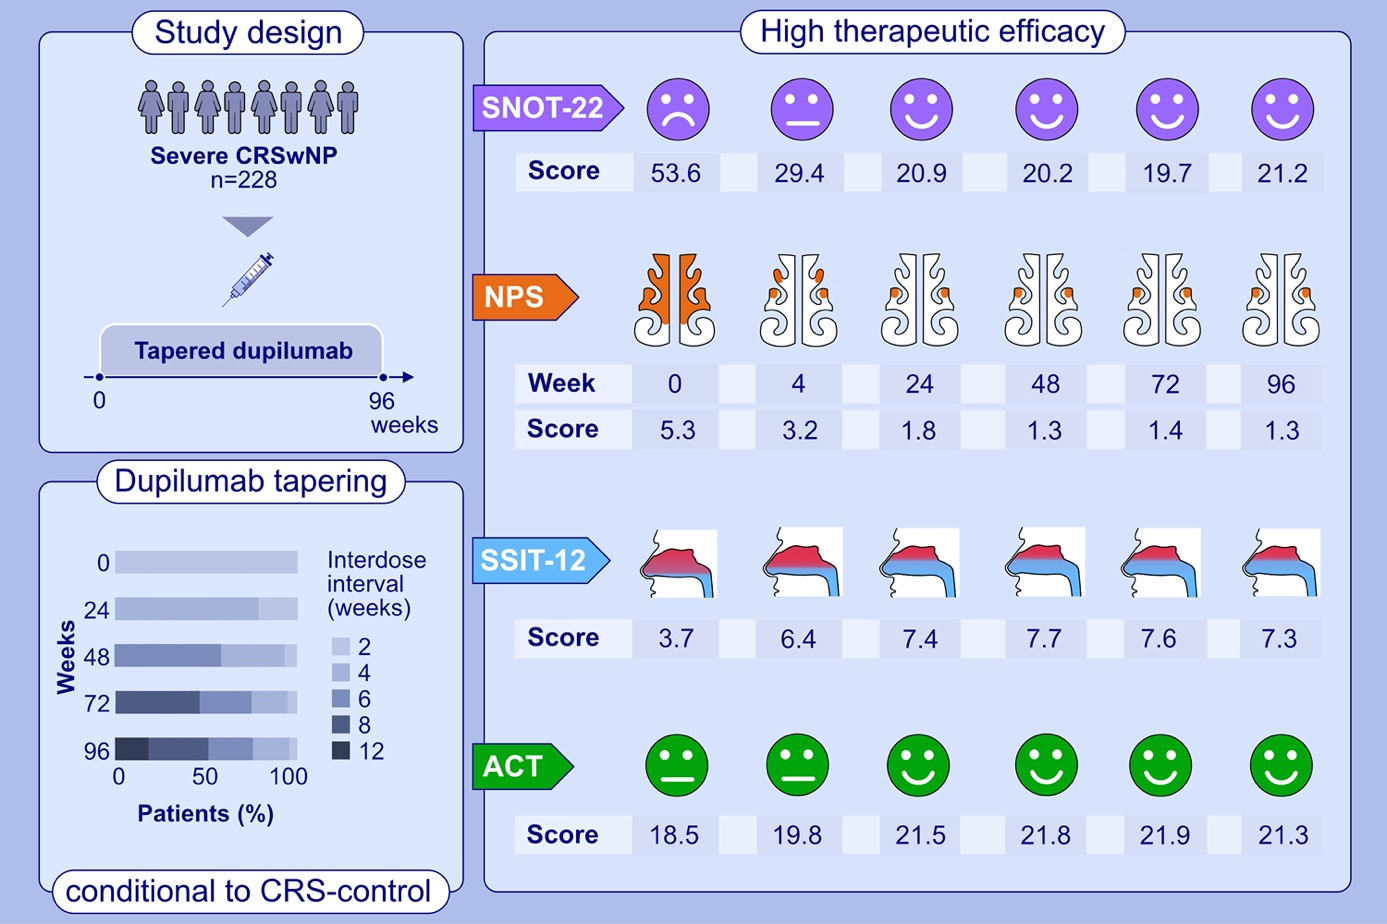 Study design
Severe CRSwNP
n=228
Tapered dupilumab
0 96
weeks
Dupilumab tapering
Weeks
0
24
48
72
96
0 50 100
Patients (%)
Interdose
interval
(weeks)
2
4
6
8
12
conditional to CRS-control
High therapeutic efficacy
SNOT-22
Score 53.6 29.4 20.9 20.2 19.7 21.2
NPS
Week 0 4 24 48 72 96
Score 5.3 3.2 1.8 1.3 1.4 1.3
SSIT-12
Score 3.7 6.4 7.4 7.7 7.6 7.3
ACT
Score 18.5 19.8 21.5 21.8 21.9 21.3